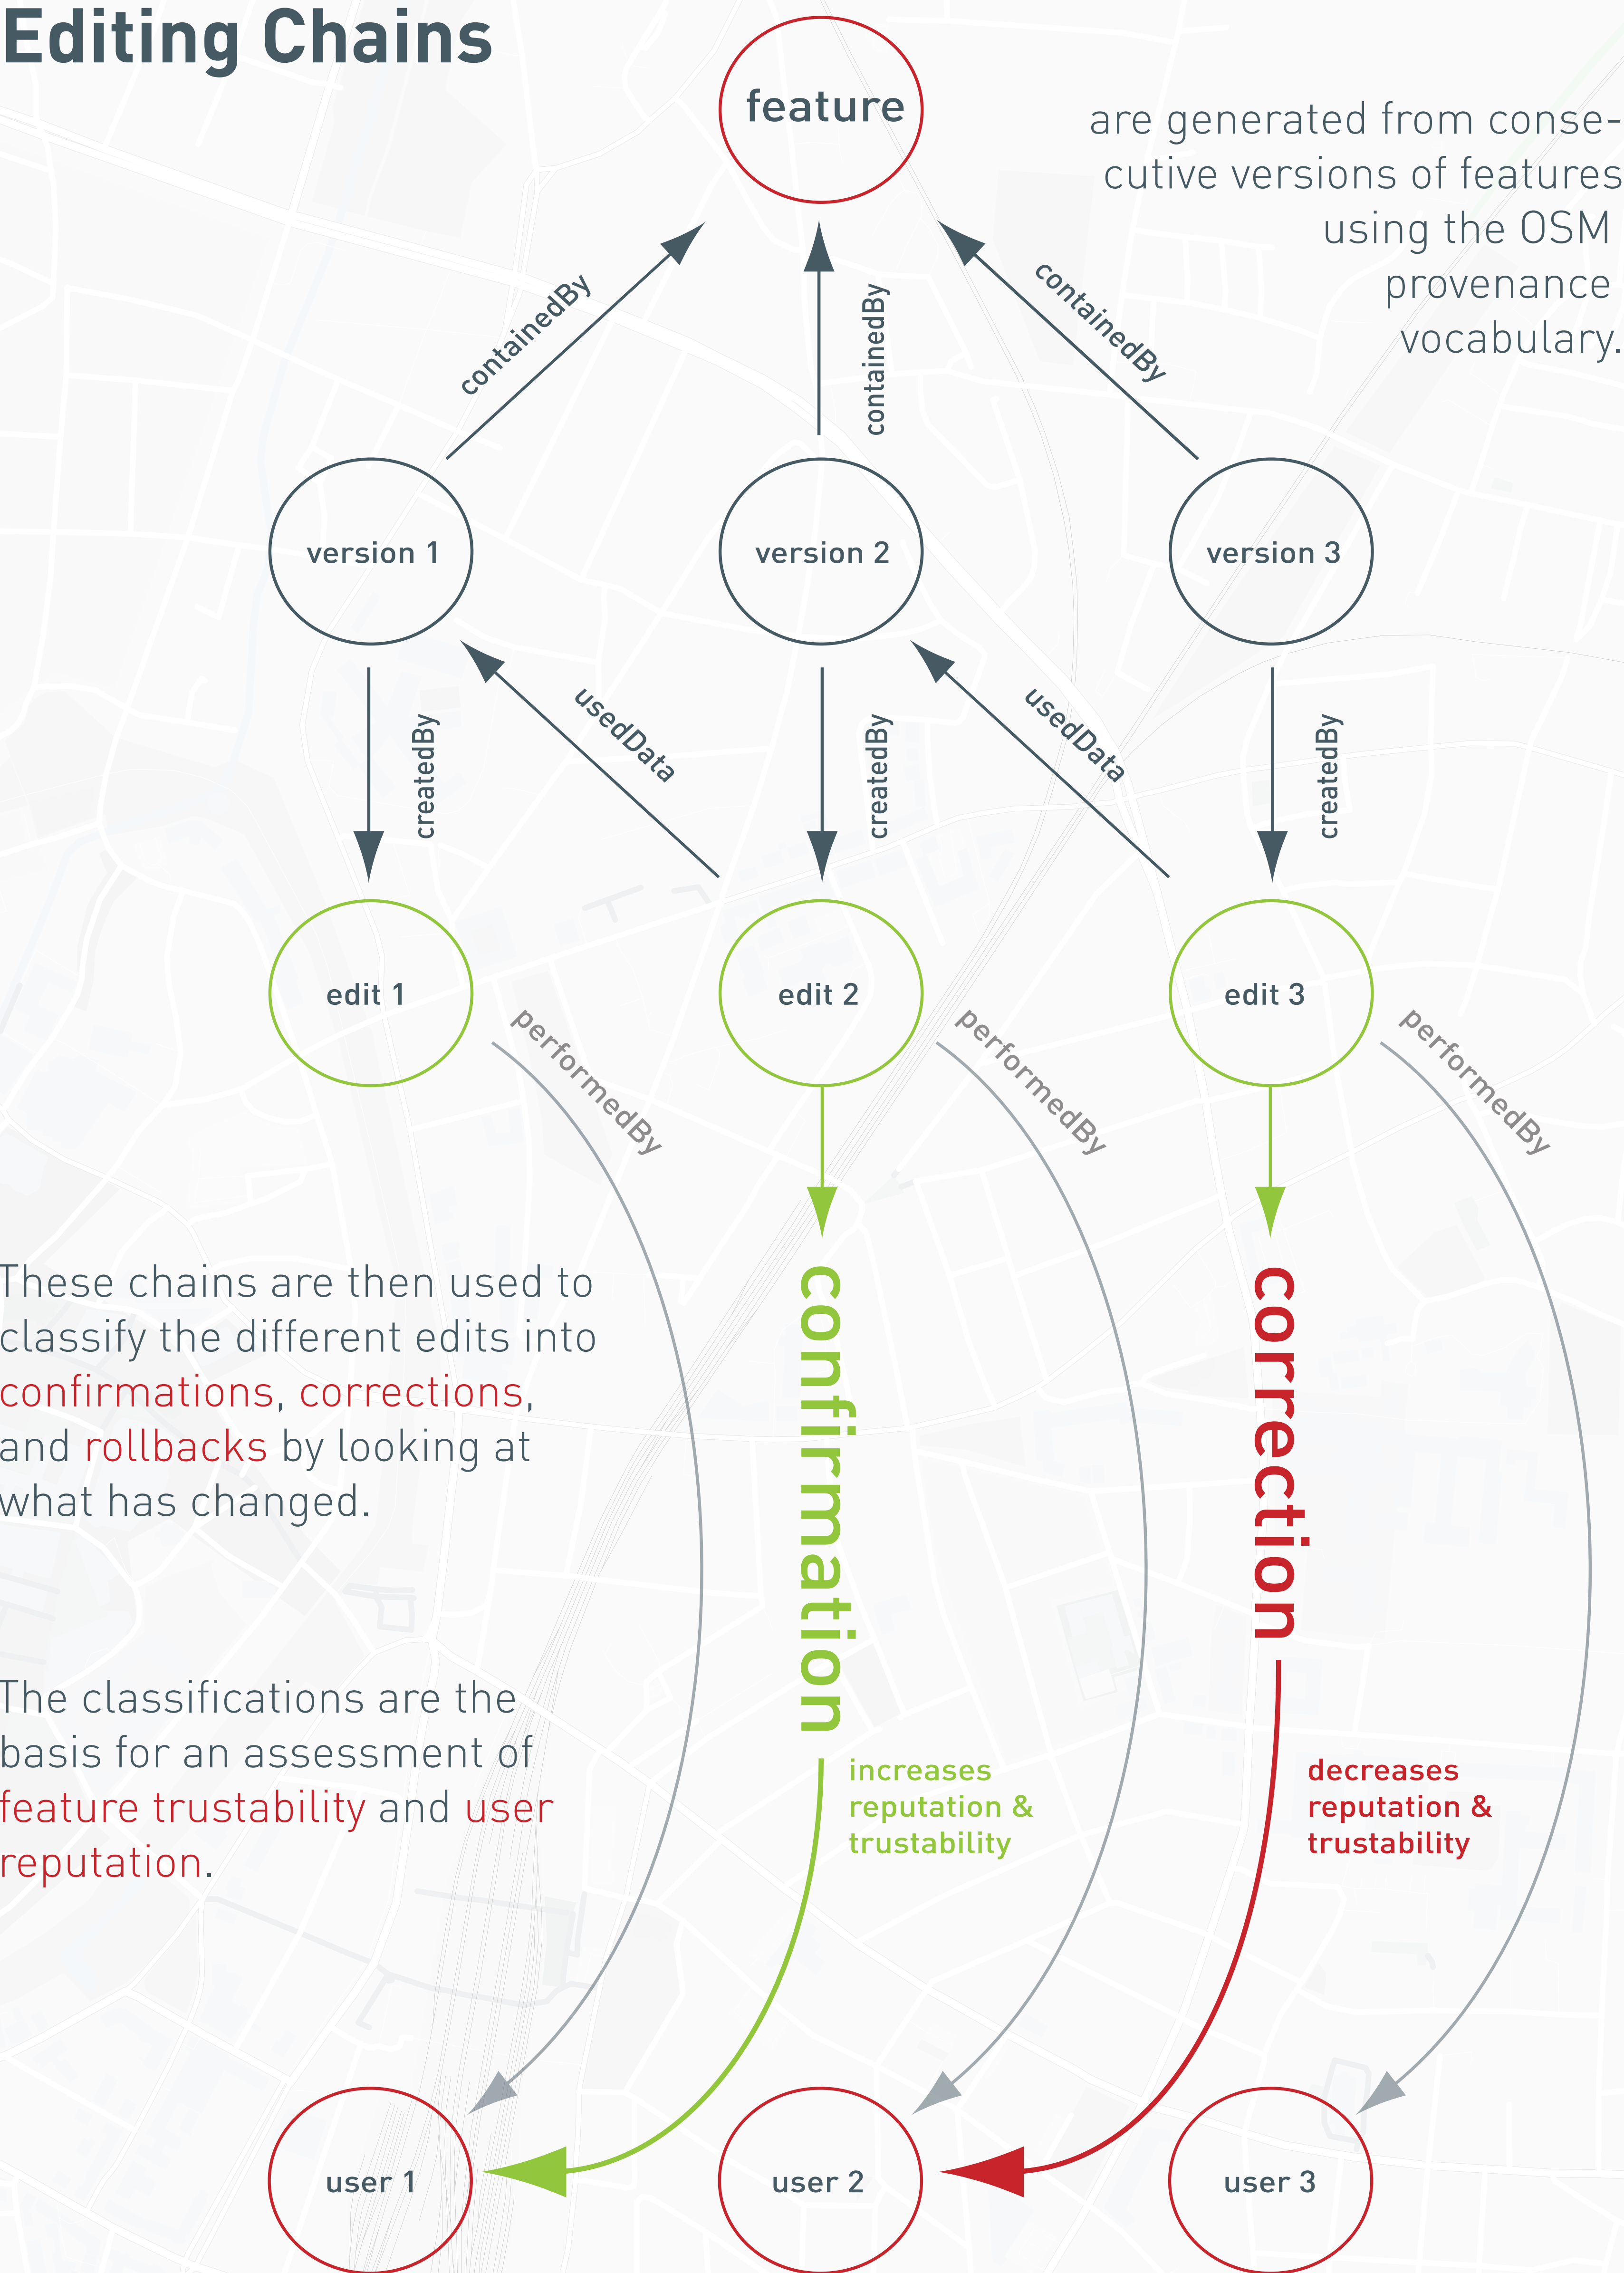 Editing Chains
feature
are generated from conse-
cutive versions of features
using the OSM
provenance
vocabulary.
containedBy
containedBy
containedBy
version 1
version 2
version 3
createdBy
usedData
createdBy
usedData
createdBy
edit 1
edit 2
edit 3
performedBy
performedBy
performedBy
These chains are then used to
classify the different edits into
confirmations, corrections,
and rollbacks by looking at
what has changed.
confirmation
correction
The classifications are the
basis for an assessment of
feature trustability and user
reputation.
increases
reputation &
trustability
decreases
reputation &
trustability
user 1
user 2
user 3